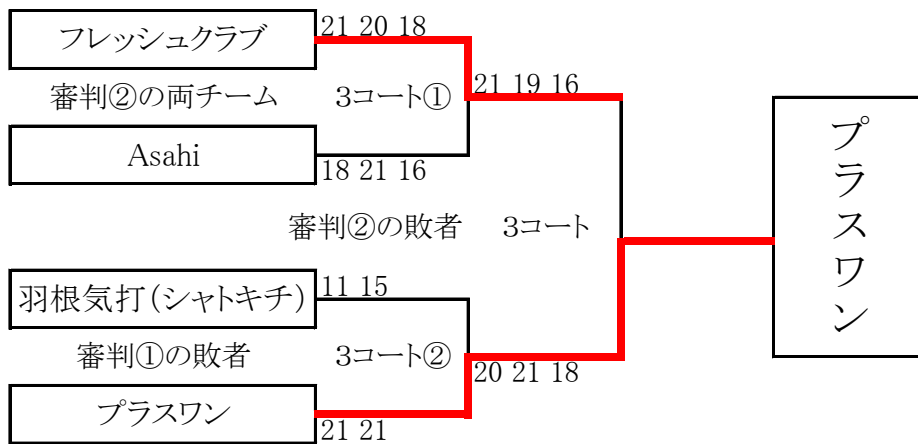 フレッシュクラブ
21 20 18
審判②の両チーム
3コート①
21 19 16
Asahi
18 21 16
審判②の敗者
3コート
羽根気打(シャトキチ)
11 15
審判①の敗者
3コート②
20 21 18
プラスワン
21 21
プラスワン